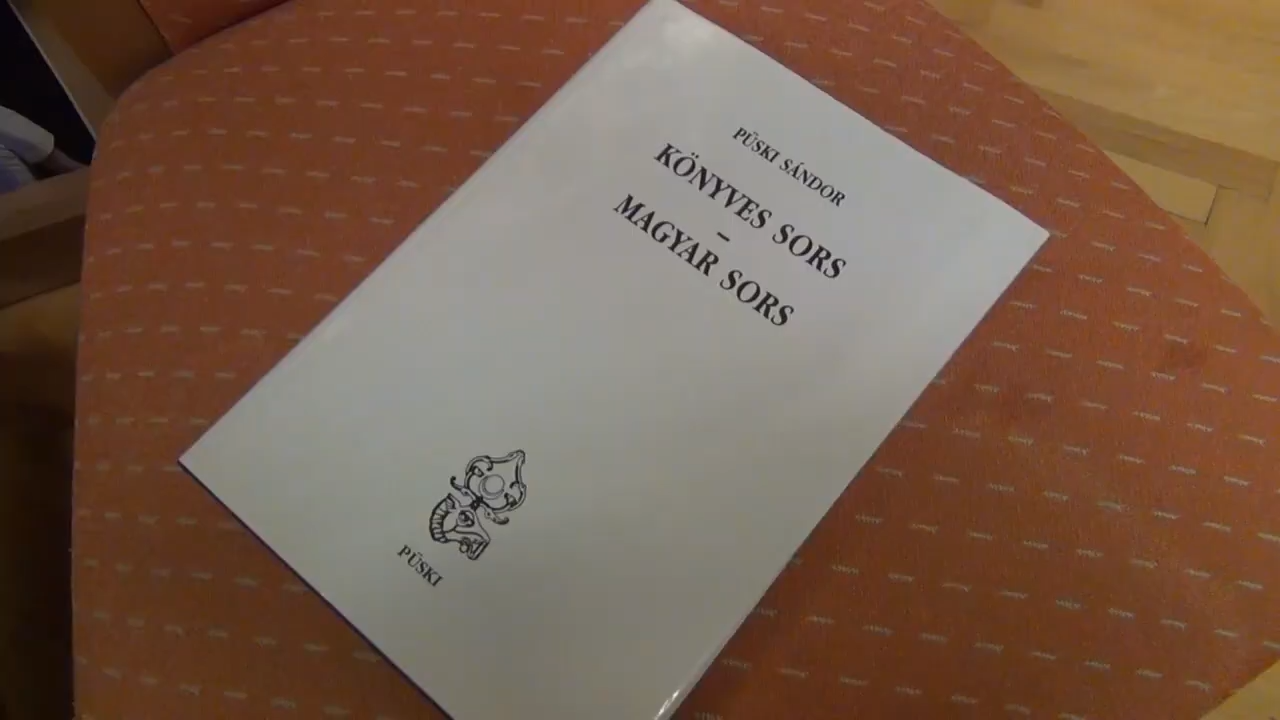 PÜSKI SÁNDOR
KÖNYVES SORS
–
MAGYAR SORS
PÜSKI